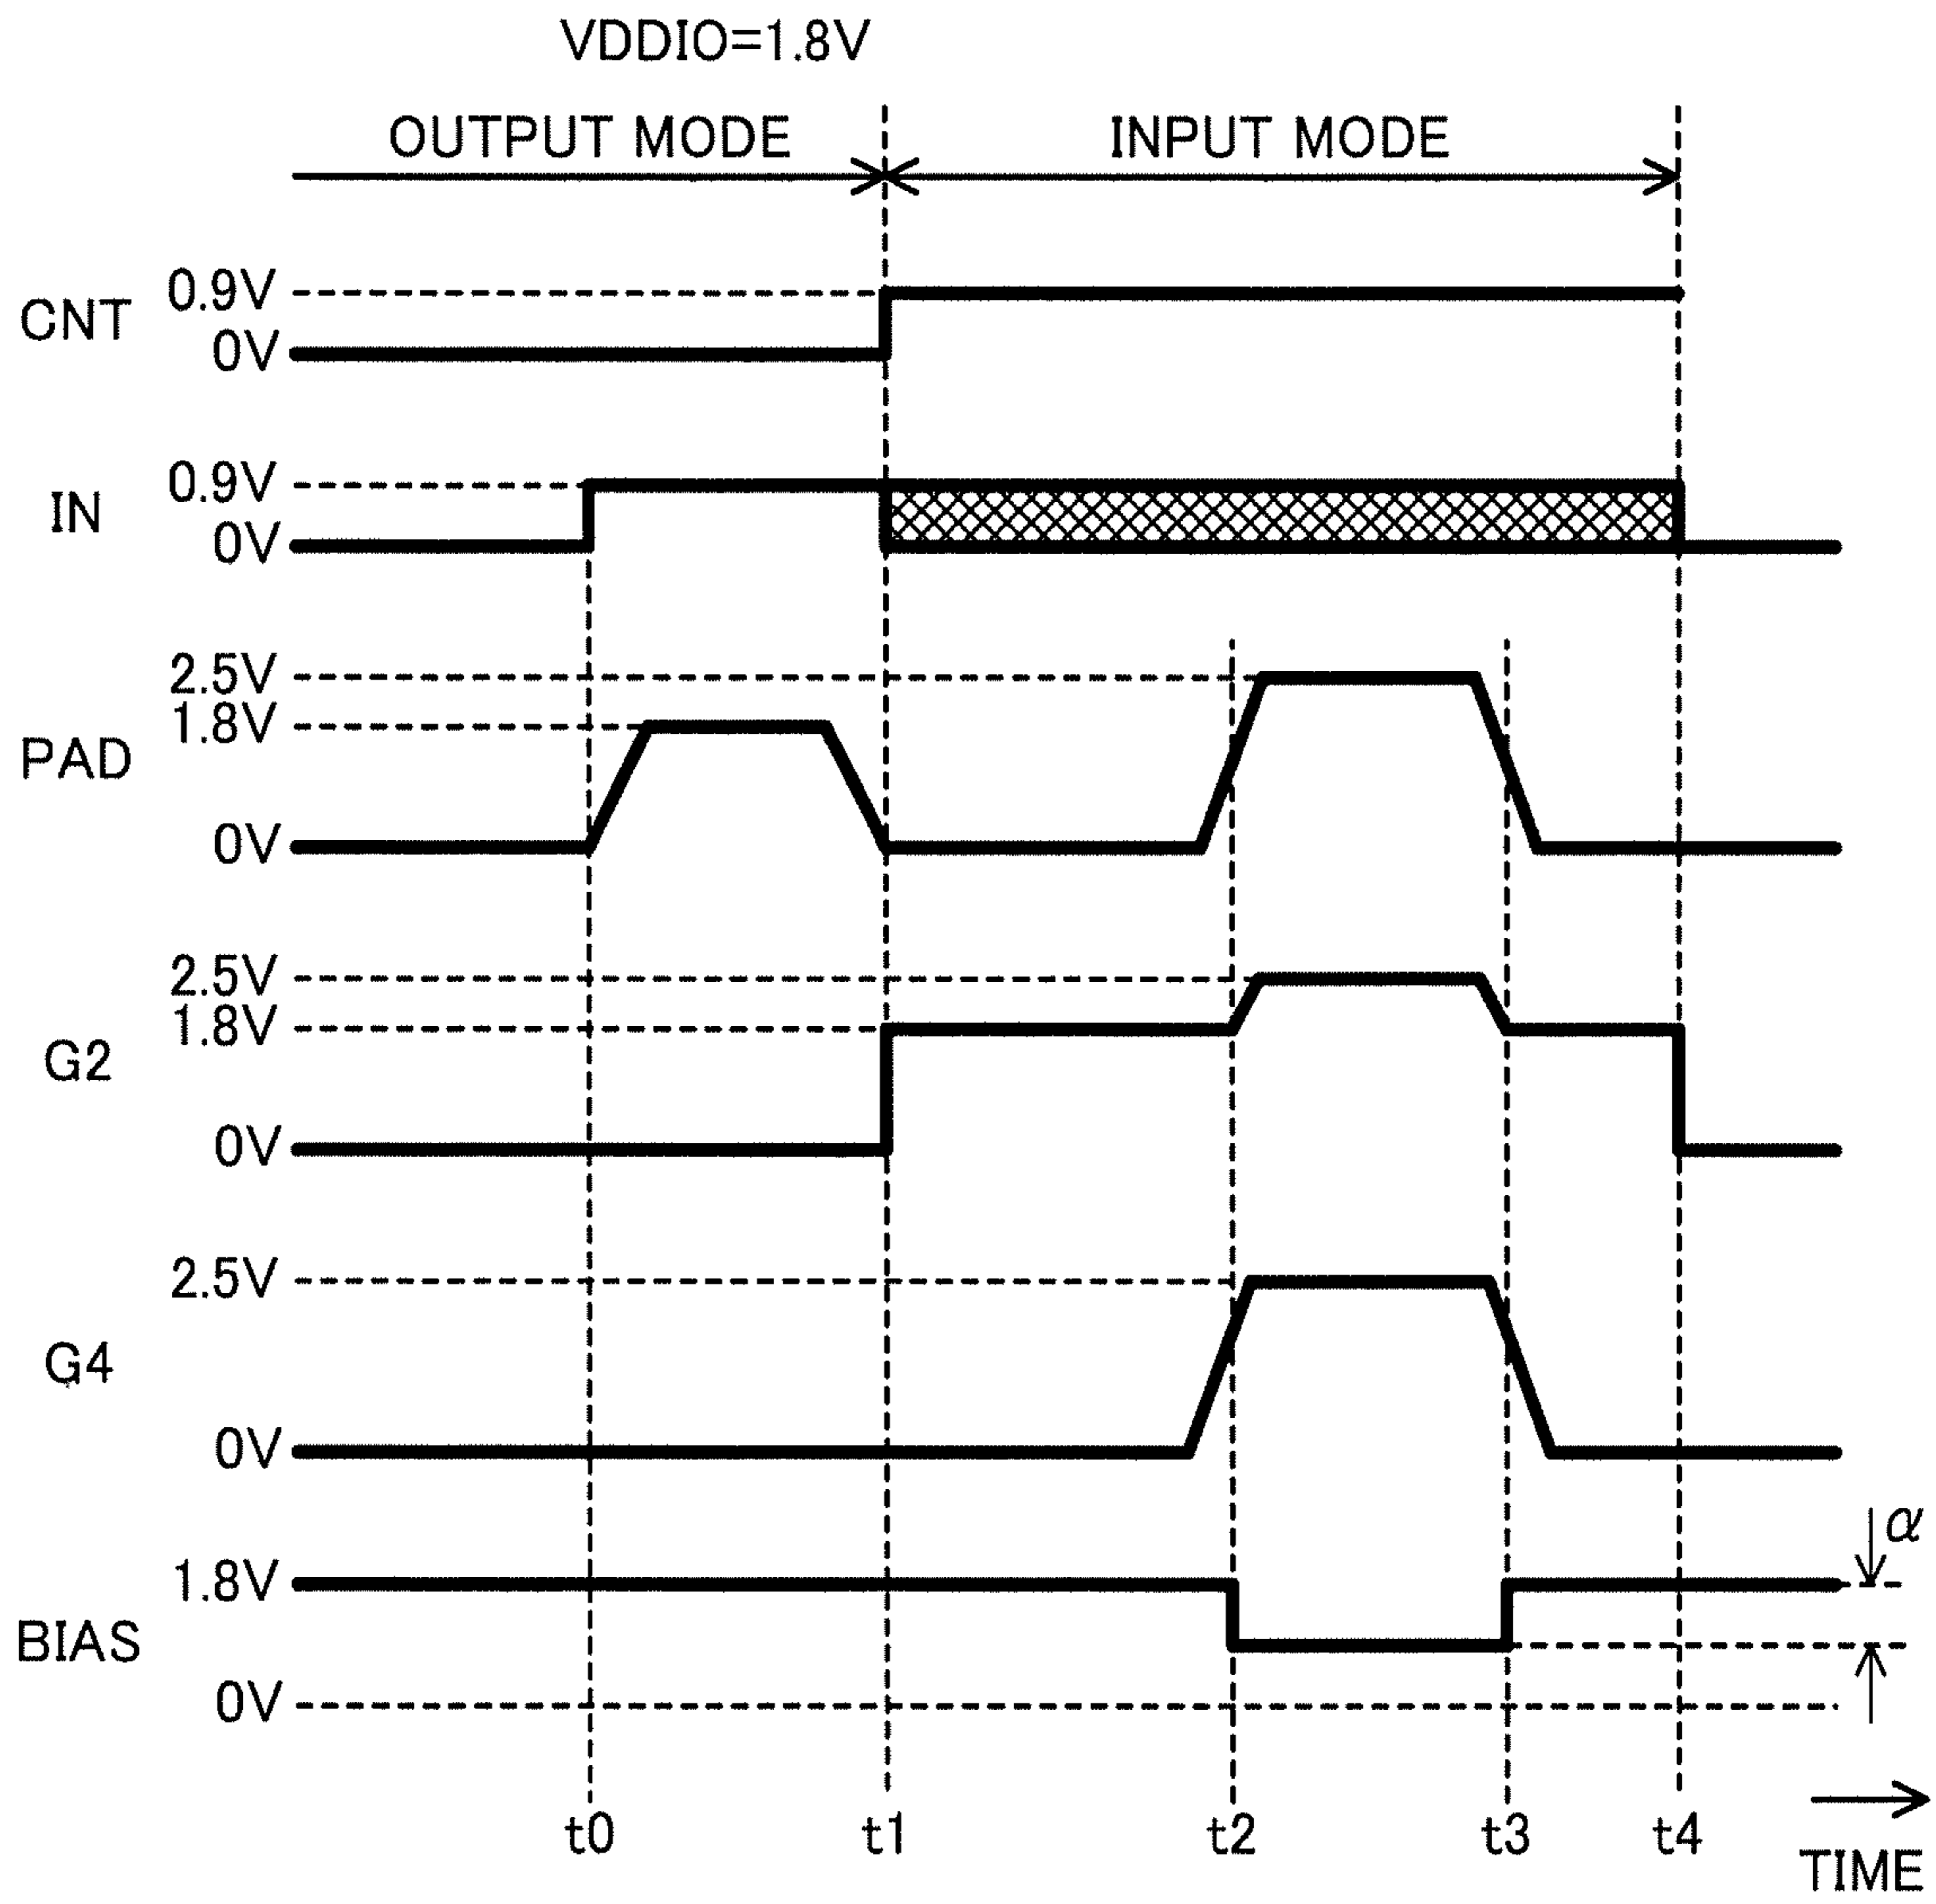 VDDIO=1.8V
OUTPUT MODE
INPUT MODE
CNT
0.9V
0V
IN
0.9V
0V
PAD
2.5V
1.8V
0V
G2
2.5V
1.8V
0V
G4
2.5V
0V
BIAS
1.8V
0V
α
t0
t1
t2
t3
t4
TIME